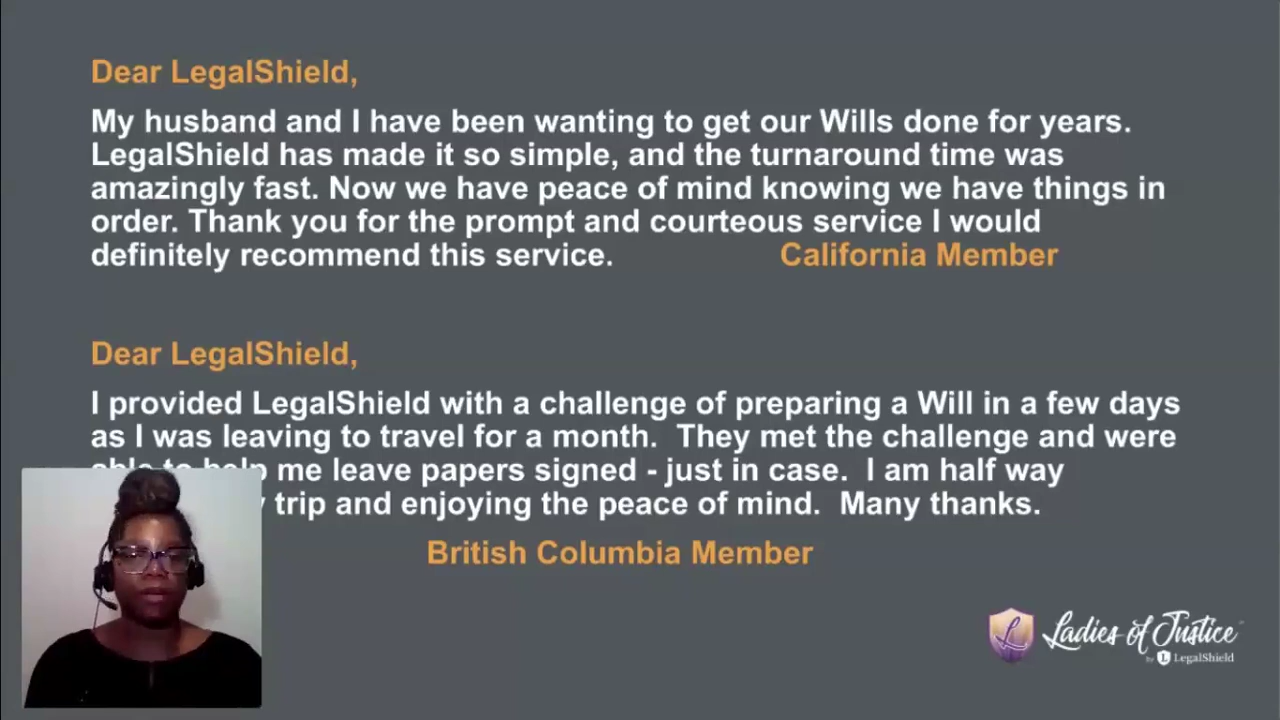 Dear LegalShield,
My husband and I have been wanting to get our Wills done for years.
LegalShield has made it so simple, and the turnaround time was
amazingly fast. Now we have peace of mind knowing we have things in
order. Thank you for the prompt and courteous service I would
definitely recommend this service. California Member
Dear LegalShield,
I provided LegalShield with a challenge of preparing a Will in a few days
as I was leaving to travel for a month. They met the challenge and were
able to help me leave papers signed - just in case. I am half way
trip and enjoying the peace of mind. Many thanks.
British Columbia Member
L Ladies of Justice
by L LegalShield